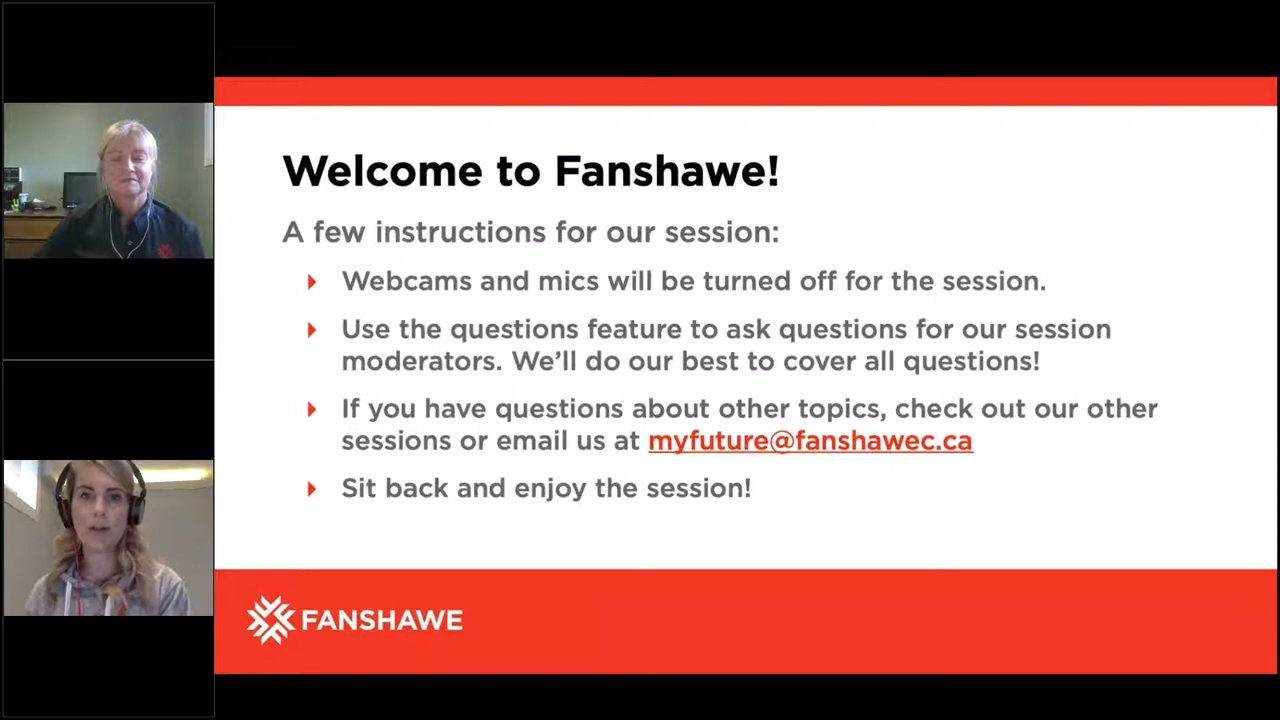 Welcome to Fanshawe!
A few instructions for our session:
Webcams and mics will be turned off for the session.
Use the questions feature to ask questions for our session
moderators. We’ll do our best to cover all questions!
If you have questions about other topics, check out our other
sessions or email us at myfuture@fanshawec.ca
Sit back and enjoy the session!
FANSHAWE